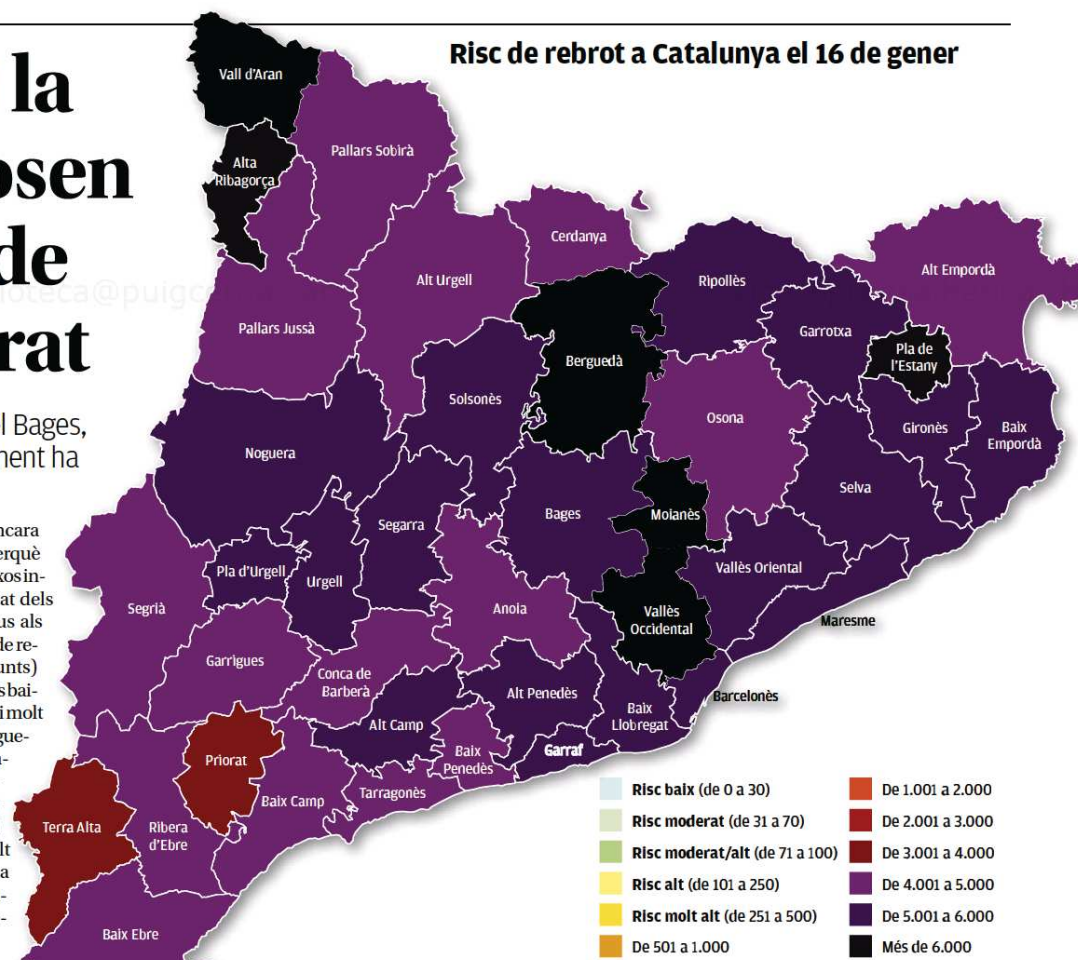 la
osen
de
rat
l Bages,
ment ha
ncara
erquè
xos in-
at dels
us als
de re-
unts)
s bai-
i molt
gue-
a-
lt
a
-
-
Risc de rebrot a Catalunya el 16 de gener
Vall d'Aran
Alta
Ribagorça
Pallars Sobirà
Cerdanya
Alt Urgell
Ripollès
Alt Empordà
Pallars Jussà
Garrotxa
Pla de
l'Estany
Berguedà
Solsonès
Osona
Gironès
Baix
Empordà
Noguera
Selva
Bages
Moianès
Segarra
Pla d'Urgell
Urgell
Vallès Oriental
Segrià
Anoia
Vallès
Occidental
Maresme
Garrigues
Conca de
Barberà
Alt Penedès
Barcelonès
Baix
Llobregat
Alt Camp
Garraf
Priorat
Baix
Penedès
Baix Camp
Tarragonès
Terra Alta
Ribera
d'Ebre
Baix Ebre
Risc baix (de 0 a 30)
Risc moderat (de 31 a 70)
Risc moderat/alt (de 71 a 100)
Risc alt (de 101 a 250)
Risc molt alt (de 251 a 500)
De 501 a 1.000
De 1.001 a 2.000
De 2.001 a 3.000
De 3.001 a 4.000
De 4.001 a 5.000
De 5.001 a 6.000
Més de 6.000